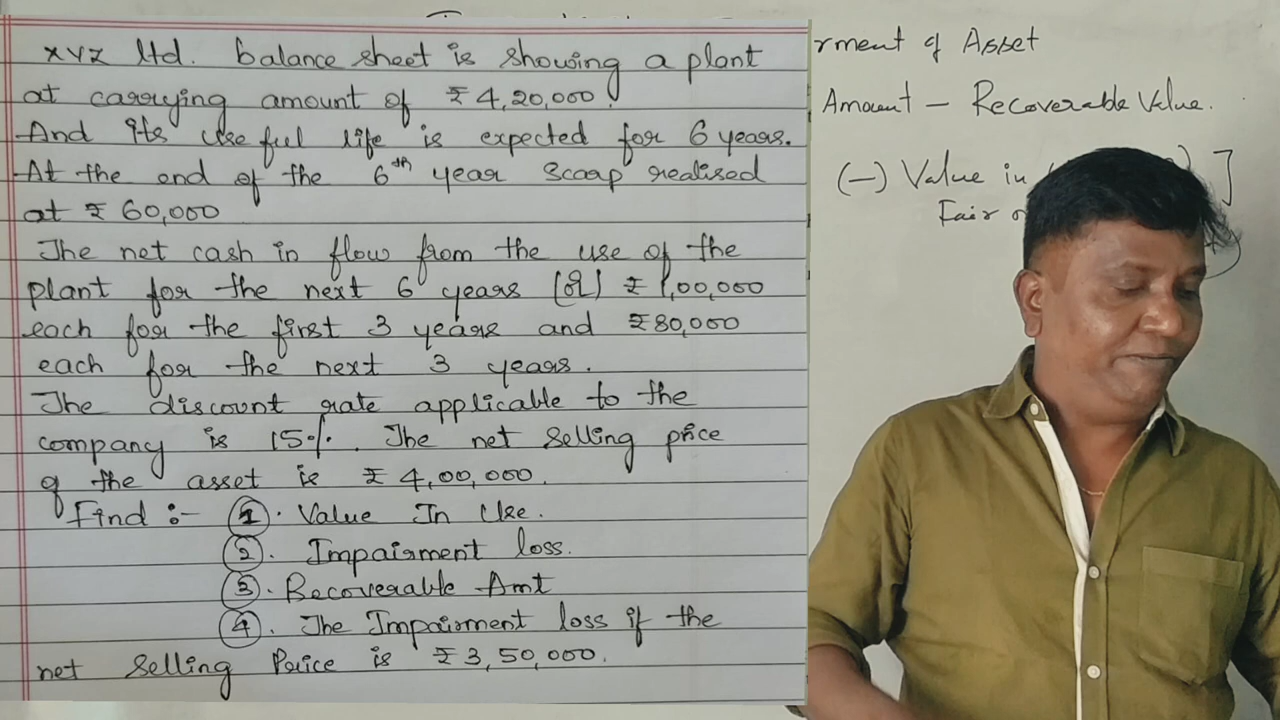 XYZ ltd. balance sheet is showing a plant
at carrying amount of ₹ 4,20,000.
And its useful life is expected for 6 years.
At the end of the 6th year scrap realised
at ₹ 60,000
The net cash in flow from the use of the
plant for the next 6 years ₹ 1,00,000
each for the first 3 years and ₹80,000
each for the next 3 years.
The discount rate applicable to the
company is 15%. The net selling price
of the asset is ₹ 4,00,000.
Find :- 1. Value In Use.
2. Impairment loss.
3. Recoverable Amt
4. The Impairment loss if the
net selling Price is ₹ 3,50,000.
rment of Asset
Amount - Recoverable Value.
(-) Value in ]
Fair